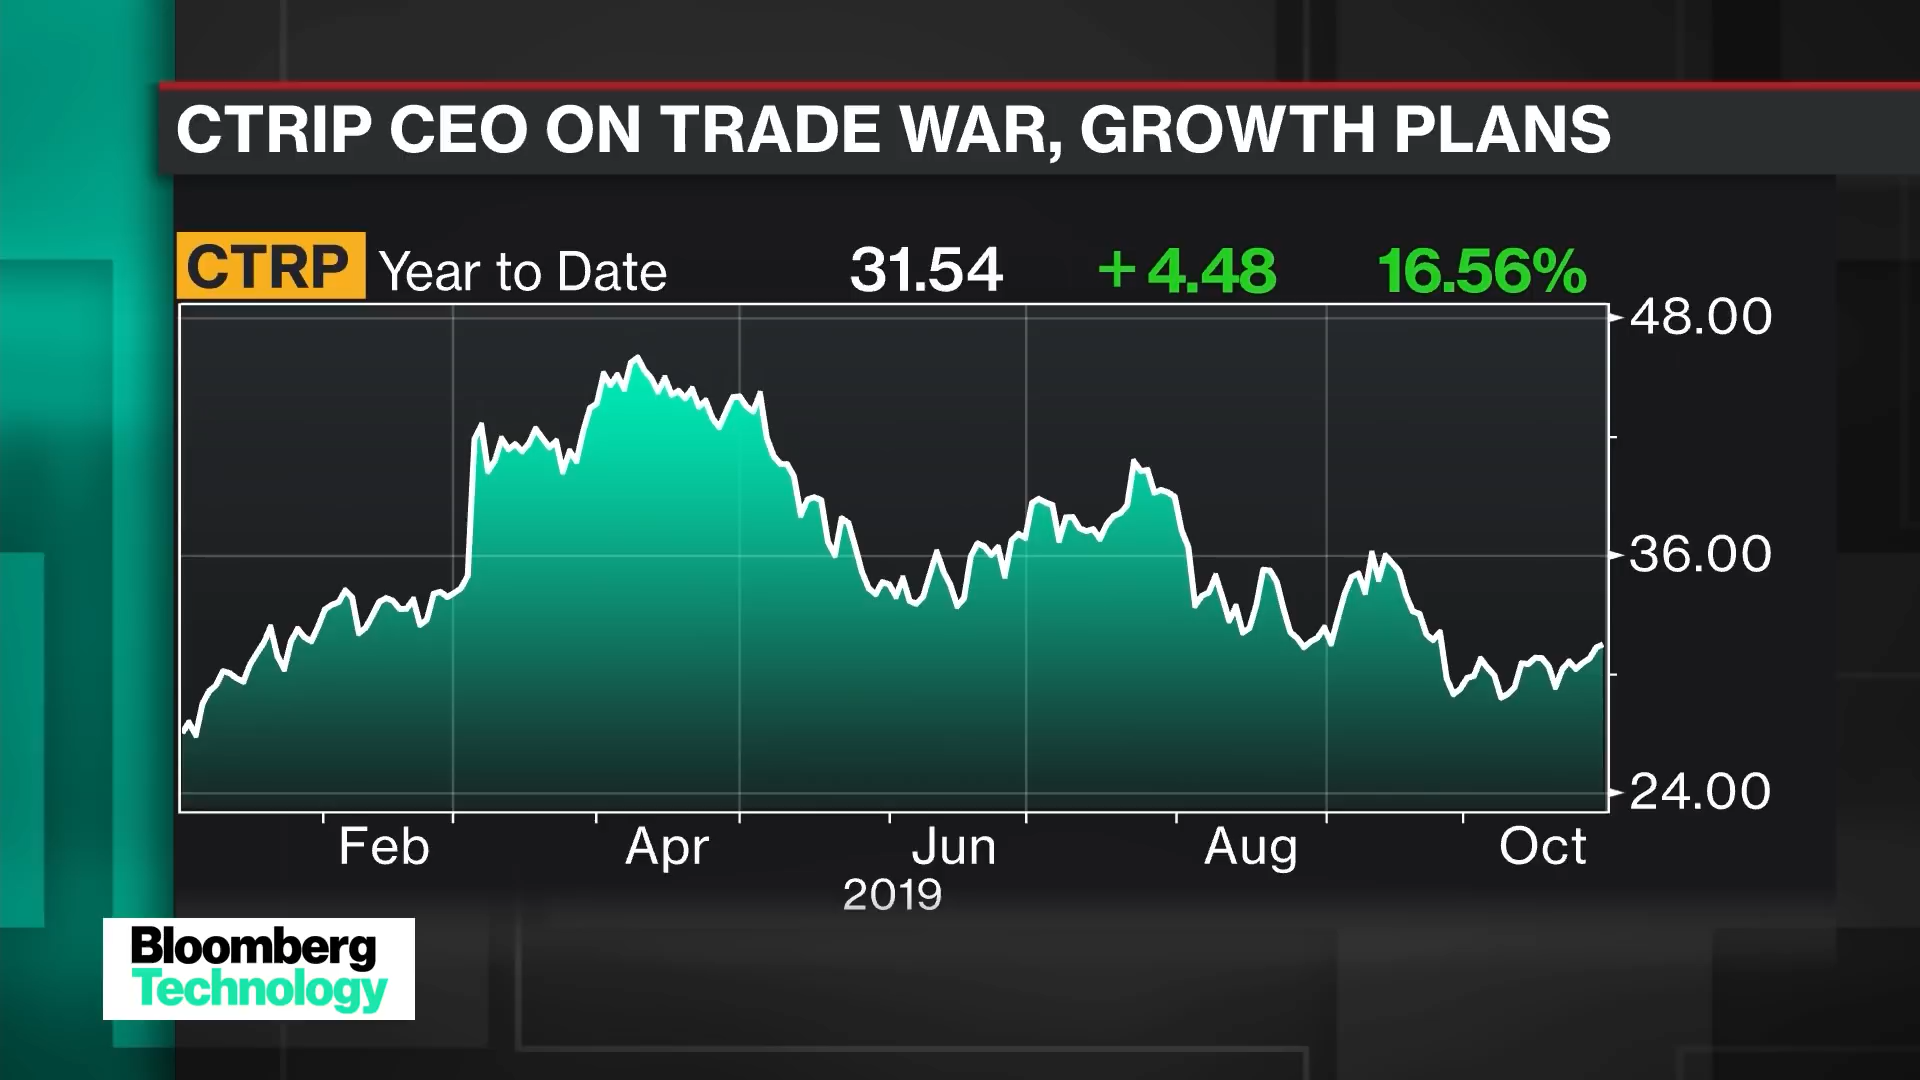 CTRIP CEO ON TRADE WAR, GROWTH PLANS
CTRP Year to Date 31.54 +4.48 16.56%
48.00
36.00
24.00
Feb Apr Jun Aug Oct
2019
Bloomberg
Technology